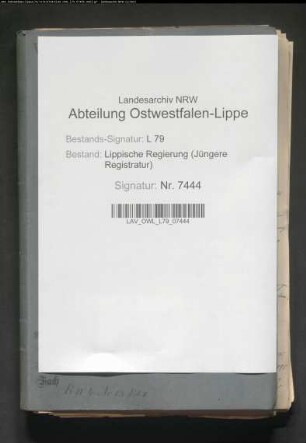 Landesarchiv NRW
Abteilung Ostwestfalen-Lippe
Bestands-Signatur: L 79
Bestand: Lippische Regierung (Jüngere
Registratur)
Signatur: Nr. 7444
LAV_OWL_L79_07444